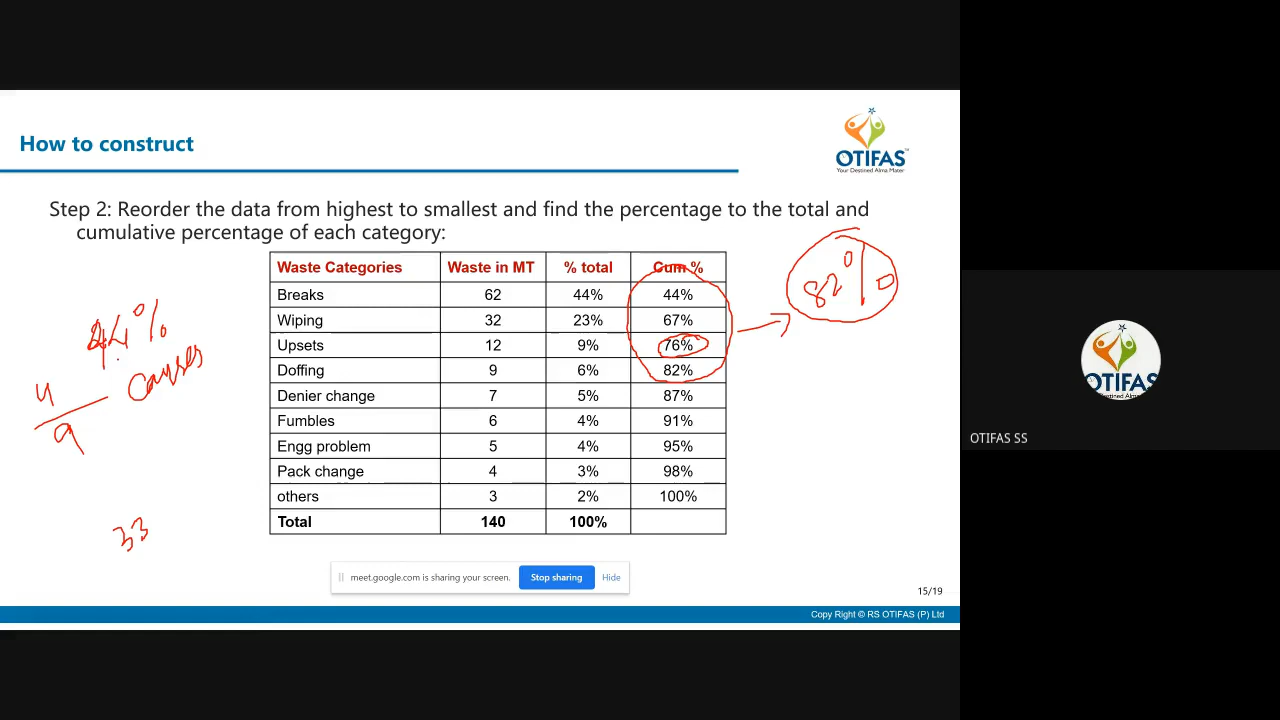 How to construct
OTIFAS
Your Destined Alma Mater
Step 2: Reorder the data from highest to smallest and find the percentage to the total and
cumulative percentage of each category:
Waste Categories Waste in MT % total Cum %
Breaks 62 44% 44%
Wiping 32 23% 67%
Upsets 12 9% 76%
Doffing 9 6% 82%
Denier change 7 5% 87%
Fumbles 6 4% 91%
Engg problem 5 4% 95%
Pack change 4 3% 98%
others 3 2% 100%
Total 140 100%
82%
44%
causes
4
9
33
meet.google.com is sharing your screen. Stop sharing Hide
15/19
Copy Right © RS OTIFAS (P) Ltd
OTIFAS
OTIFAS SS